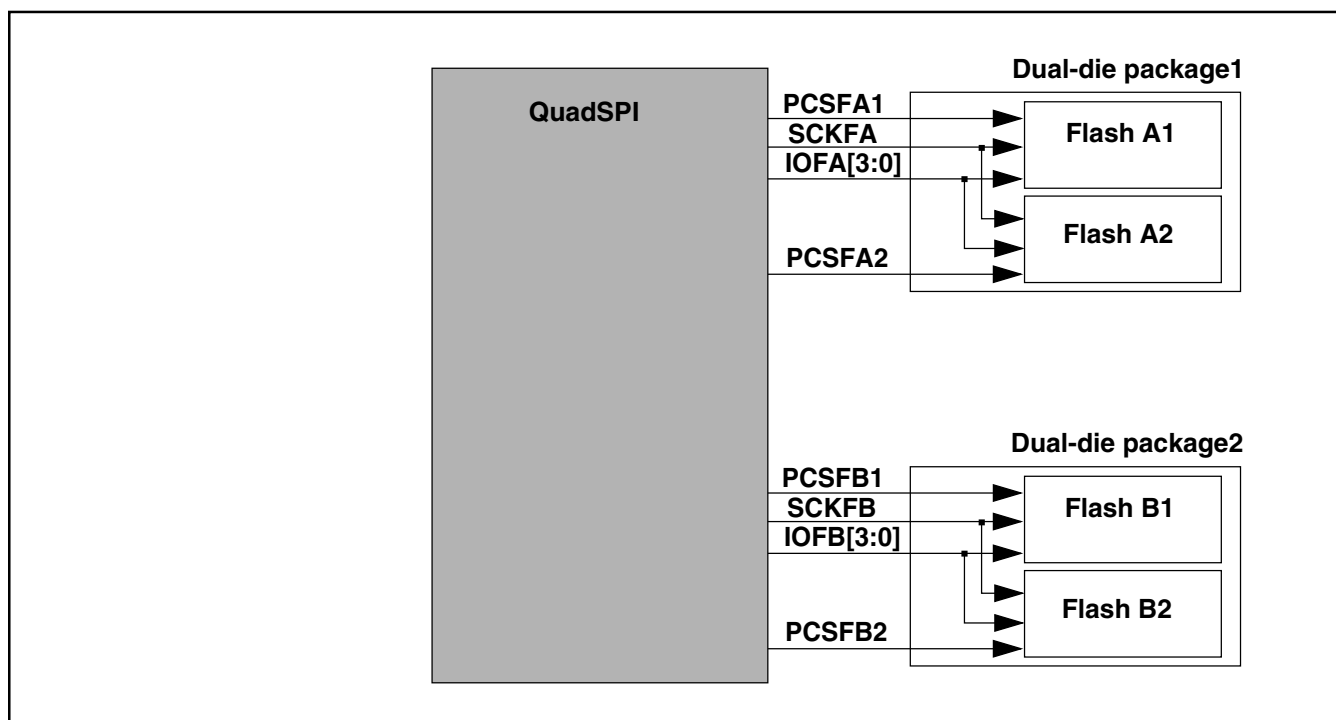 Dual-die package1
QuadSPI
PCSFA1
SCKFA
IOFA[3:0]
PCSFA2
Flash A1
Flash A2
Dual-die package2
PCSFB1
SCKFB
IOFB[3:0]
PCSFB2
Flash B1
Flash B2